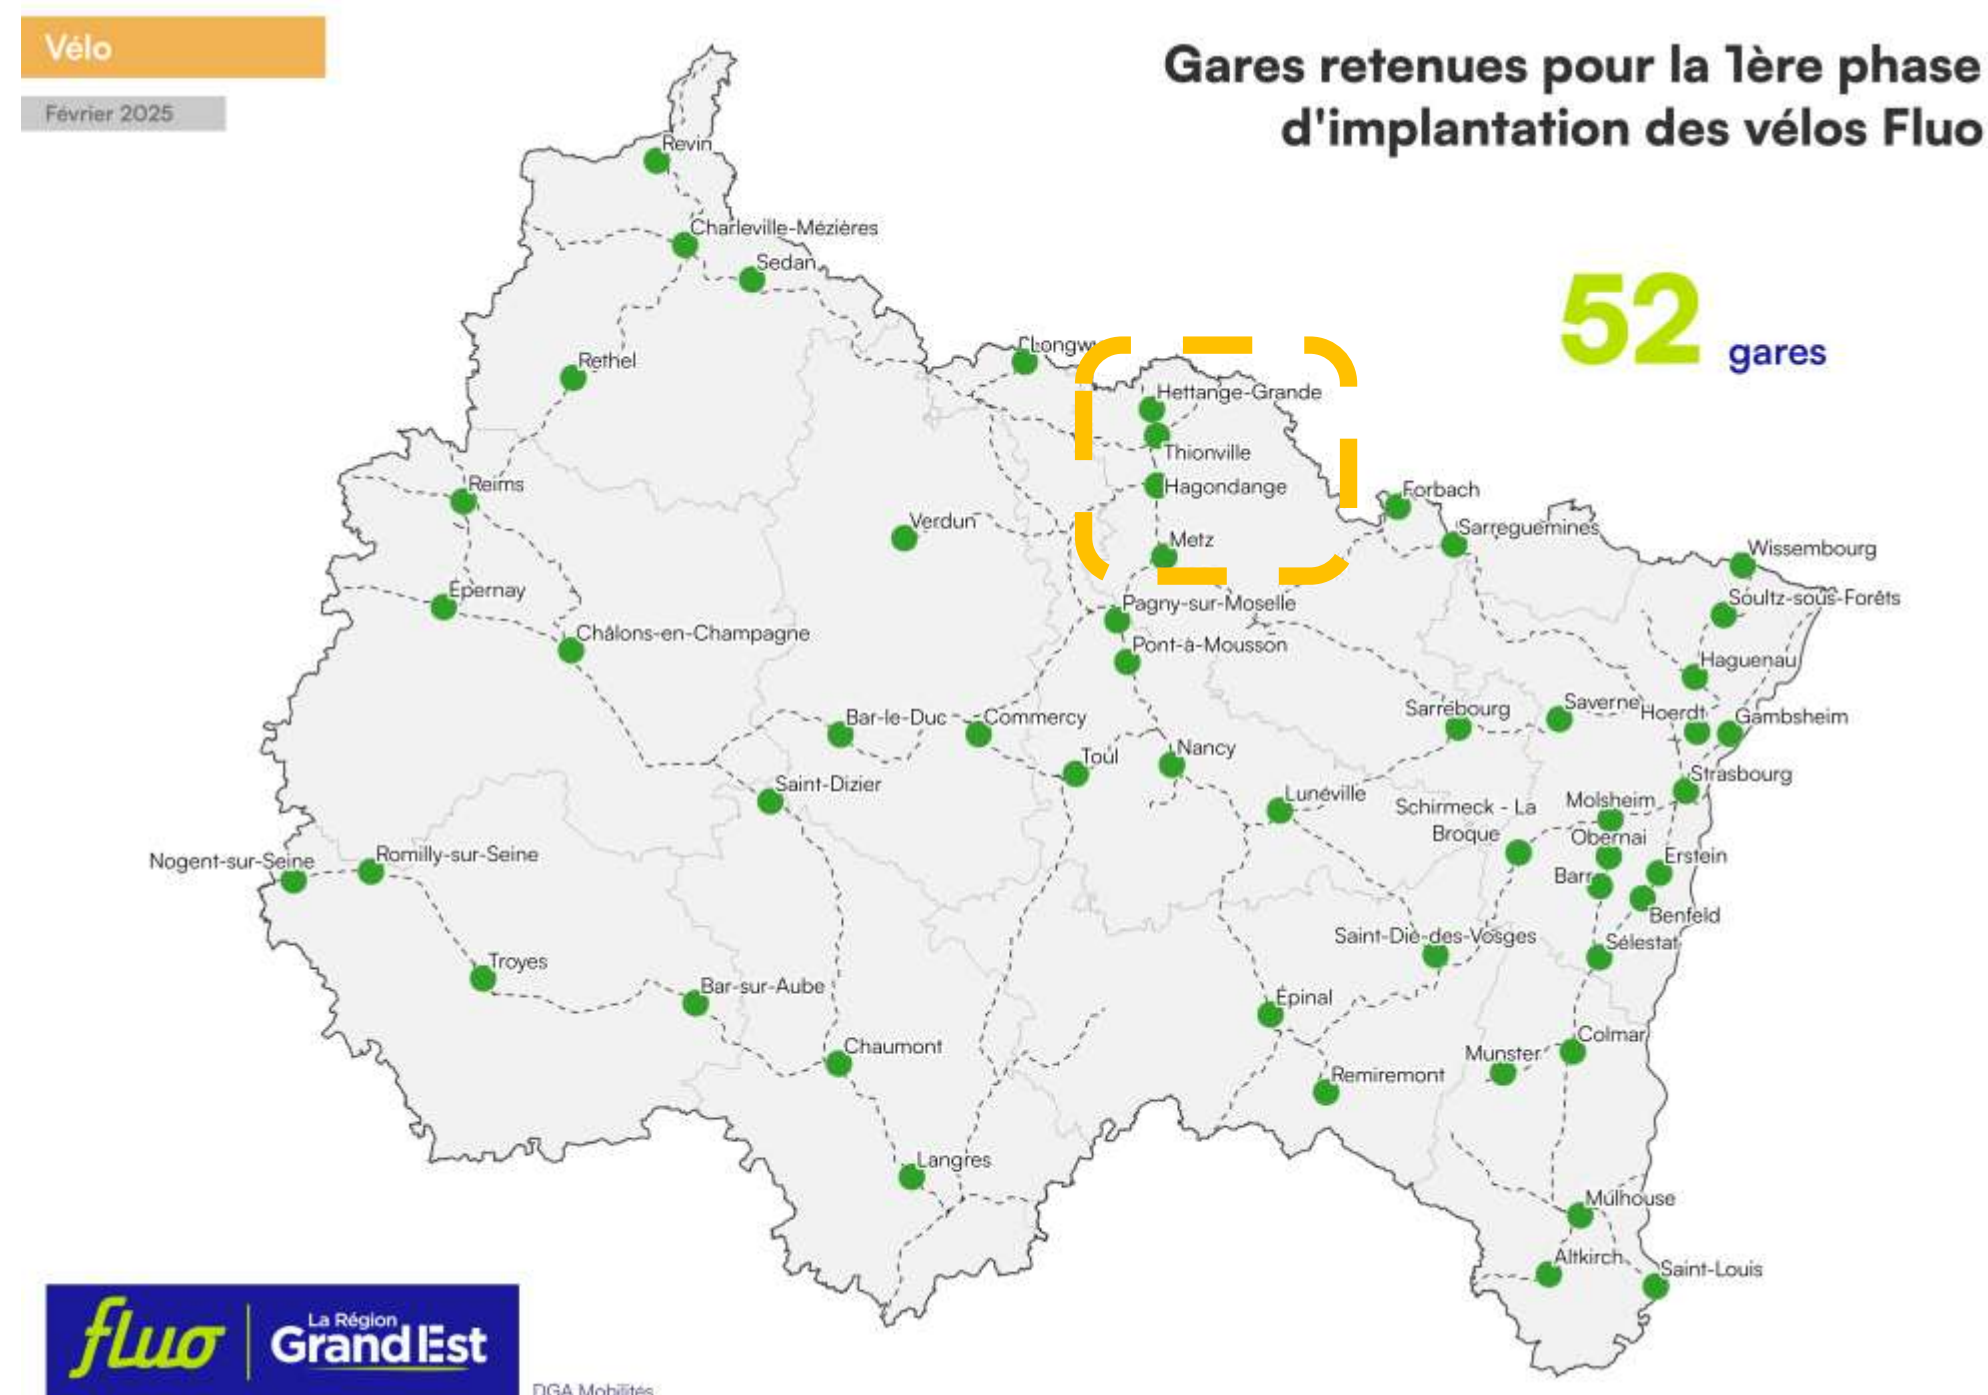 Vélo
Février 2025
Gares retenues pour la 1ère phase
d'implantation des vélos Fluo
52 gares
Revin
Charleville-Mézières
Sedan
Longwy
Rethel
Hettange-Grande
Thionville
Reims
Hagondange
Forbach
Verdun
Sarreguemines
Metz
Wissembourg
Épernay
Pagny-sur-Moselle
Soultz-sous-Forêts
Châlons-en-Champagne
Pont-à-Mousson
Haguenau
Bar-le-Duc
Commercy
Sarrebourg
Saverne
Hoerdt
Gambsheim
Toul
Nancy
Strasbourg
Saint-Dizier
Lunéville
Schirmeck - La
Broque
Molsheim
Obernai
Nogent-sur-Seine
Romilly-sur-Seine
Erstein
Barr
Benfeld
Saint-Dié-des-Vosges
Sélestat
Troyes
Bar-sur-Aube
Épinal
Chaumont
Colmar
Munster
Remiremont
Langres
Mulhouse
Altkirch
Saint-Louis
fluo
La Région
Grand Est
DGA Mobilités